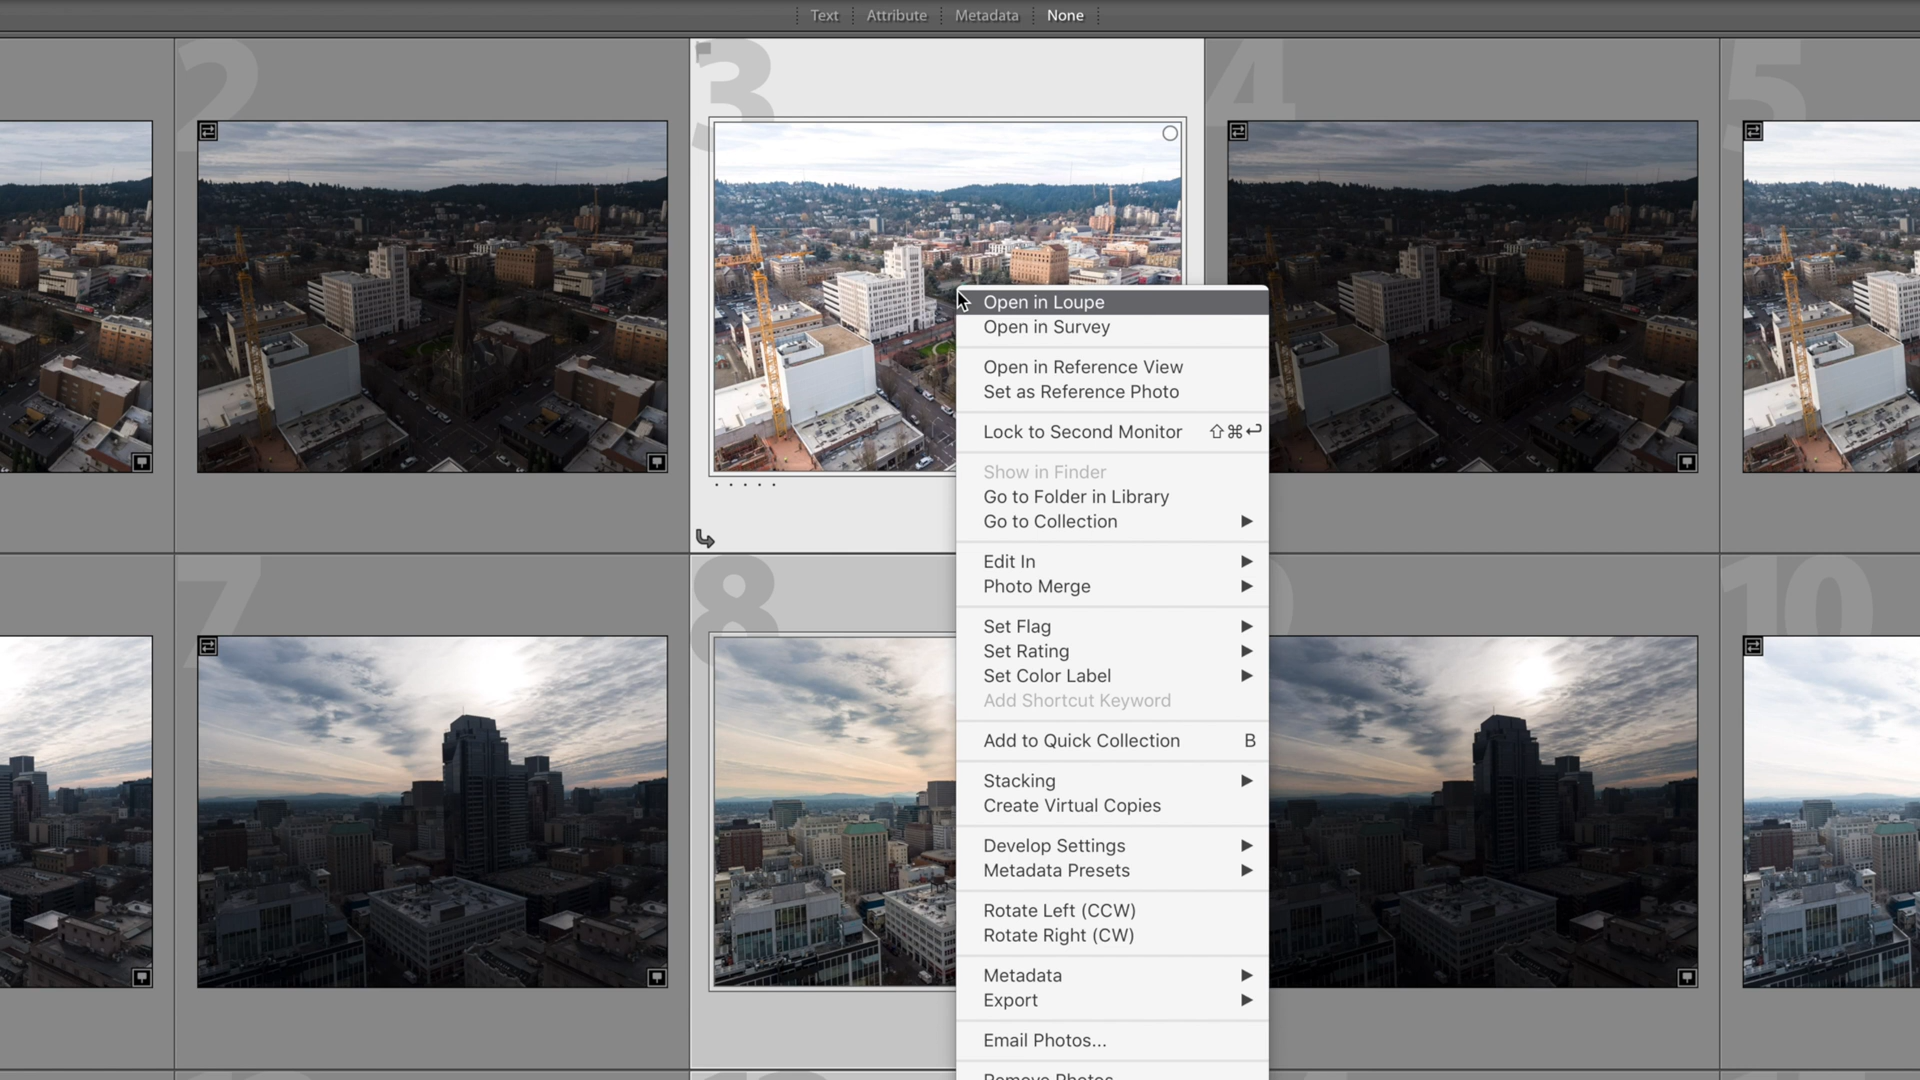 Text Attribute Metadata None
2 3 4 5
Open in Loupe
Open in Survey
Open in Reference View
Set as Reference Photo
Lock to Second Monitor ⇧⌘↩
Show in Finder
Go to Folder in Library
Go to Collection
Edit In
Photo Merge
7 8 10
Set Flag
Set Rating
Set Color Label
Add Shortcut Keyword
Add to Quick Collection B
Stacking
Create Virtual Copies
Develop Settings
Metadata Presets
Rotate Left (CCW)
Rotate Right (CW)
Metadata
Export
Email Photos...